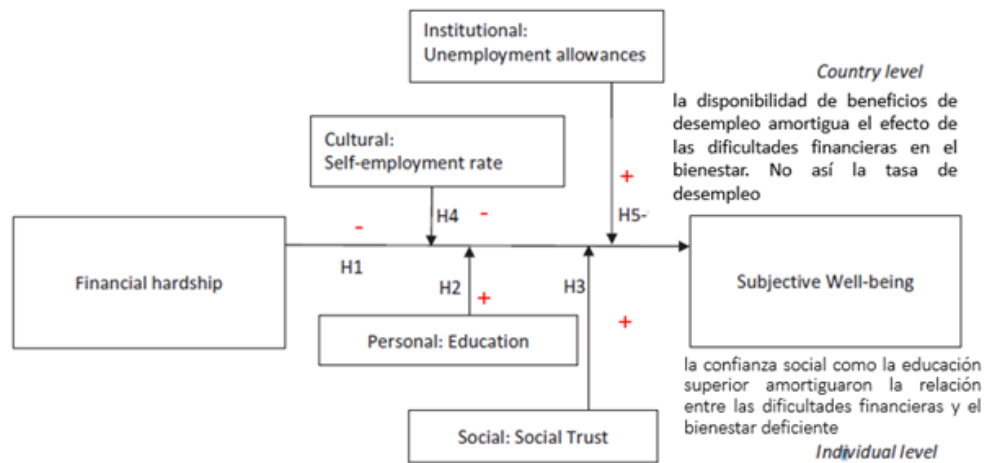 Institutional:
Unemployment allowances
Country level
la disponibilidad de beneficios de
desempleo amortigua el efecto de
las dificultades financieras en el
bienestar. No así la tasa de
desempleo
Cultural:
Self-employment rate
+
-
H4
-
H5-
Financial hardship
H1
H2
H3
Subjective Well-being
+
+
Personal: Education
la confianza social como la educación
superior amortiguaron la relación
entre las dificultades financieras y el
bienestar deficiente
Social: Social Trust
Individual level